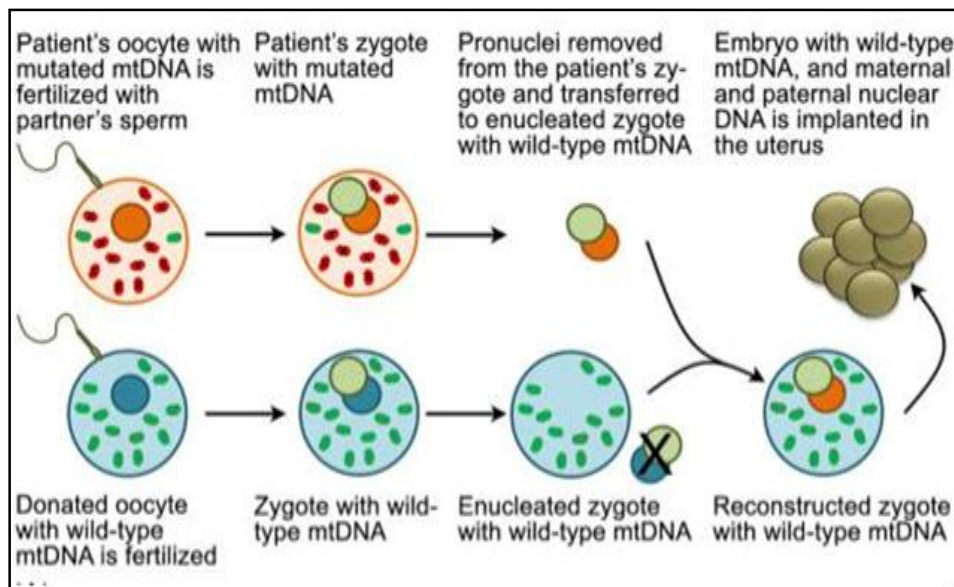 Patient's oocyte with
mutated mtDNA is
fertilized with
partner's sperm
Patient's zygote
with mutated
mtDNA
Pronuclei removed
from the patient's zy-
gote and transferred
to enucleated zygote
with wild-type mtDNA
Embryo with wild-type
mtDNA, and maternal
and paternal nuclear
DNA is implanted in
the uterus
X
Donated oocyte
with wild-type
mtDNA is fertilized
Zygote with wild-
type mtDNA
Enucleated zygote
with wild-type mtDNA
Reconstructed zygote
with wild-type mtDNA